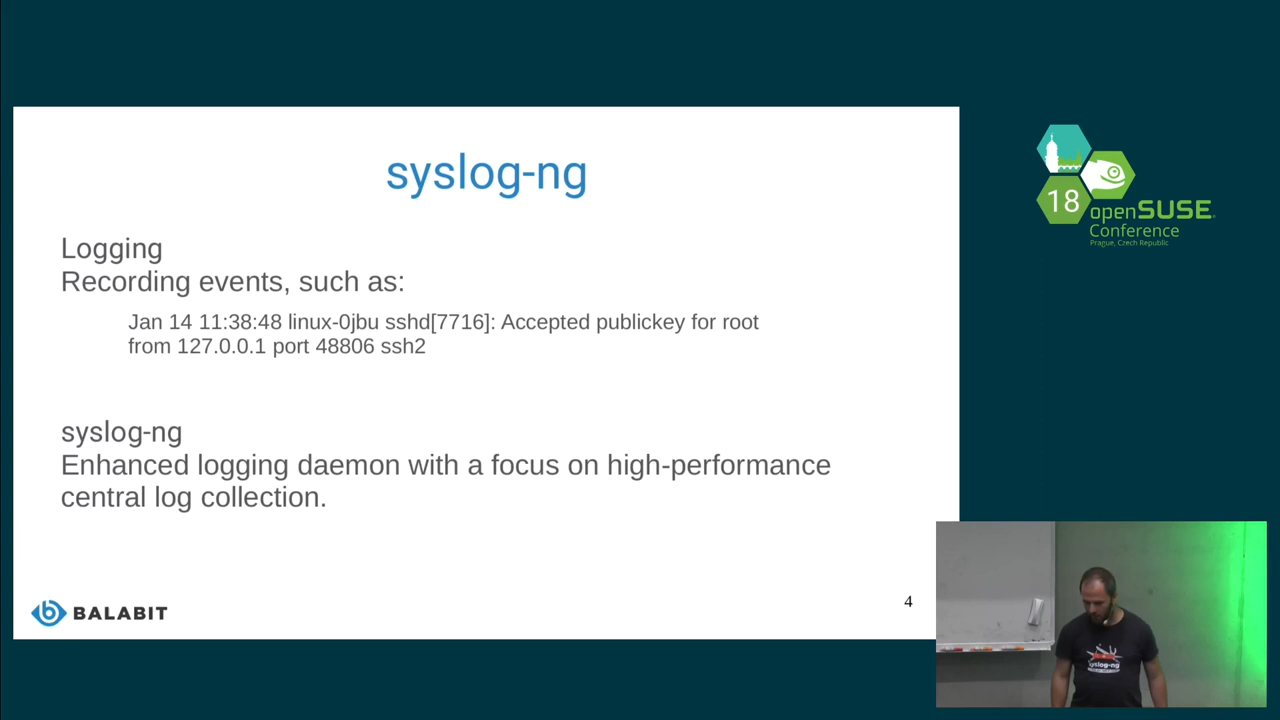 syslog-ng
Logging
Recording events, such as:
Jan 14 11:38:48 linux-0jbu sshd[7716]: Accepted publickey for root
from 127.0.0.1 port 48806 ssh2
syslog-ng
Enhanced logging daemon with a focus on high-performance
central log collection.
BALABIT
4
18
openSUSE
Conference
Prague, Czech Republic
syslog-ng